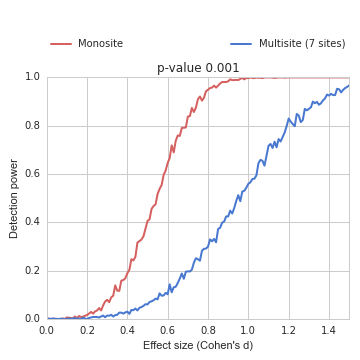 Monosite
Multisite (7 sites)
p-value 0.001
1.0
0.8
0.6
0.4
0.2
0.0
Detection power
0.0 0.2 0.4 0.6 0.8 1.0 1.2 1.4
Effect size (Cohen's d)